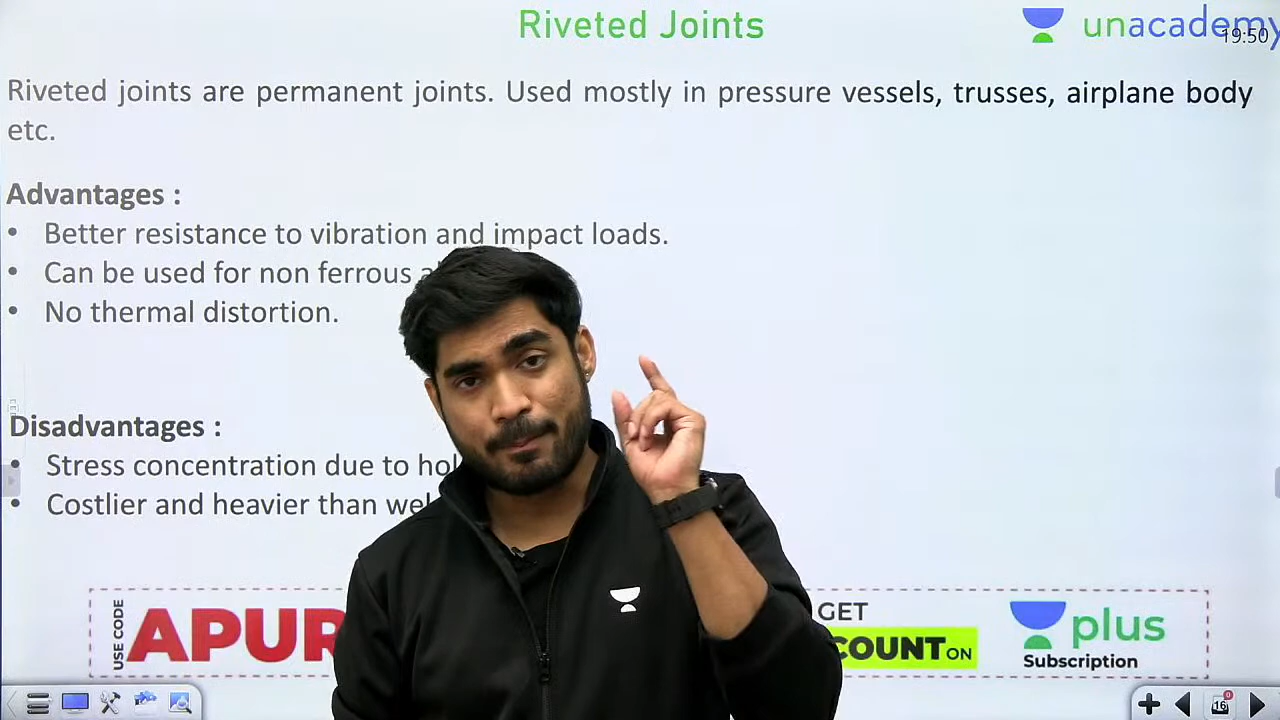 Riveted Joints
unacademy
19:50
Riveted joints are permanent joints. Used mostly in pressure vessels, trusses, airplane body
etc.
Advantages :
• Better resistance to vibration and impact loads.
• Can be used for non ferrous
• No thermal distortion.
Disadvantages :
• Stress concentration due to
• Costlier and heavier than
USE CODE
GET
ON
plus
Subscription
16
0